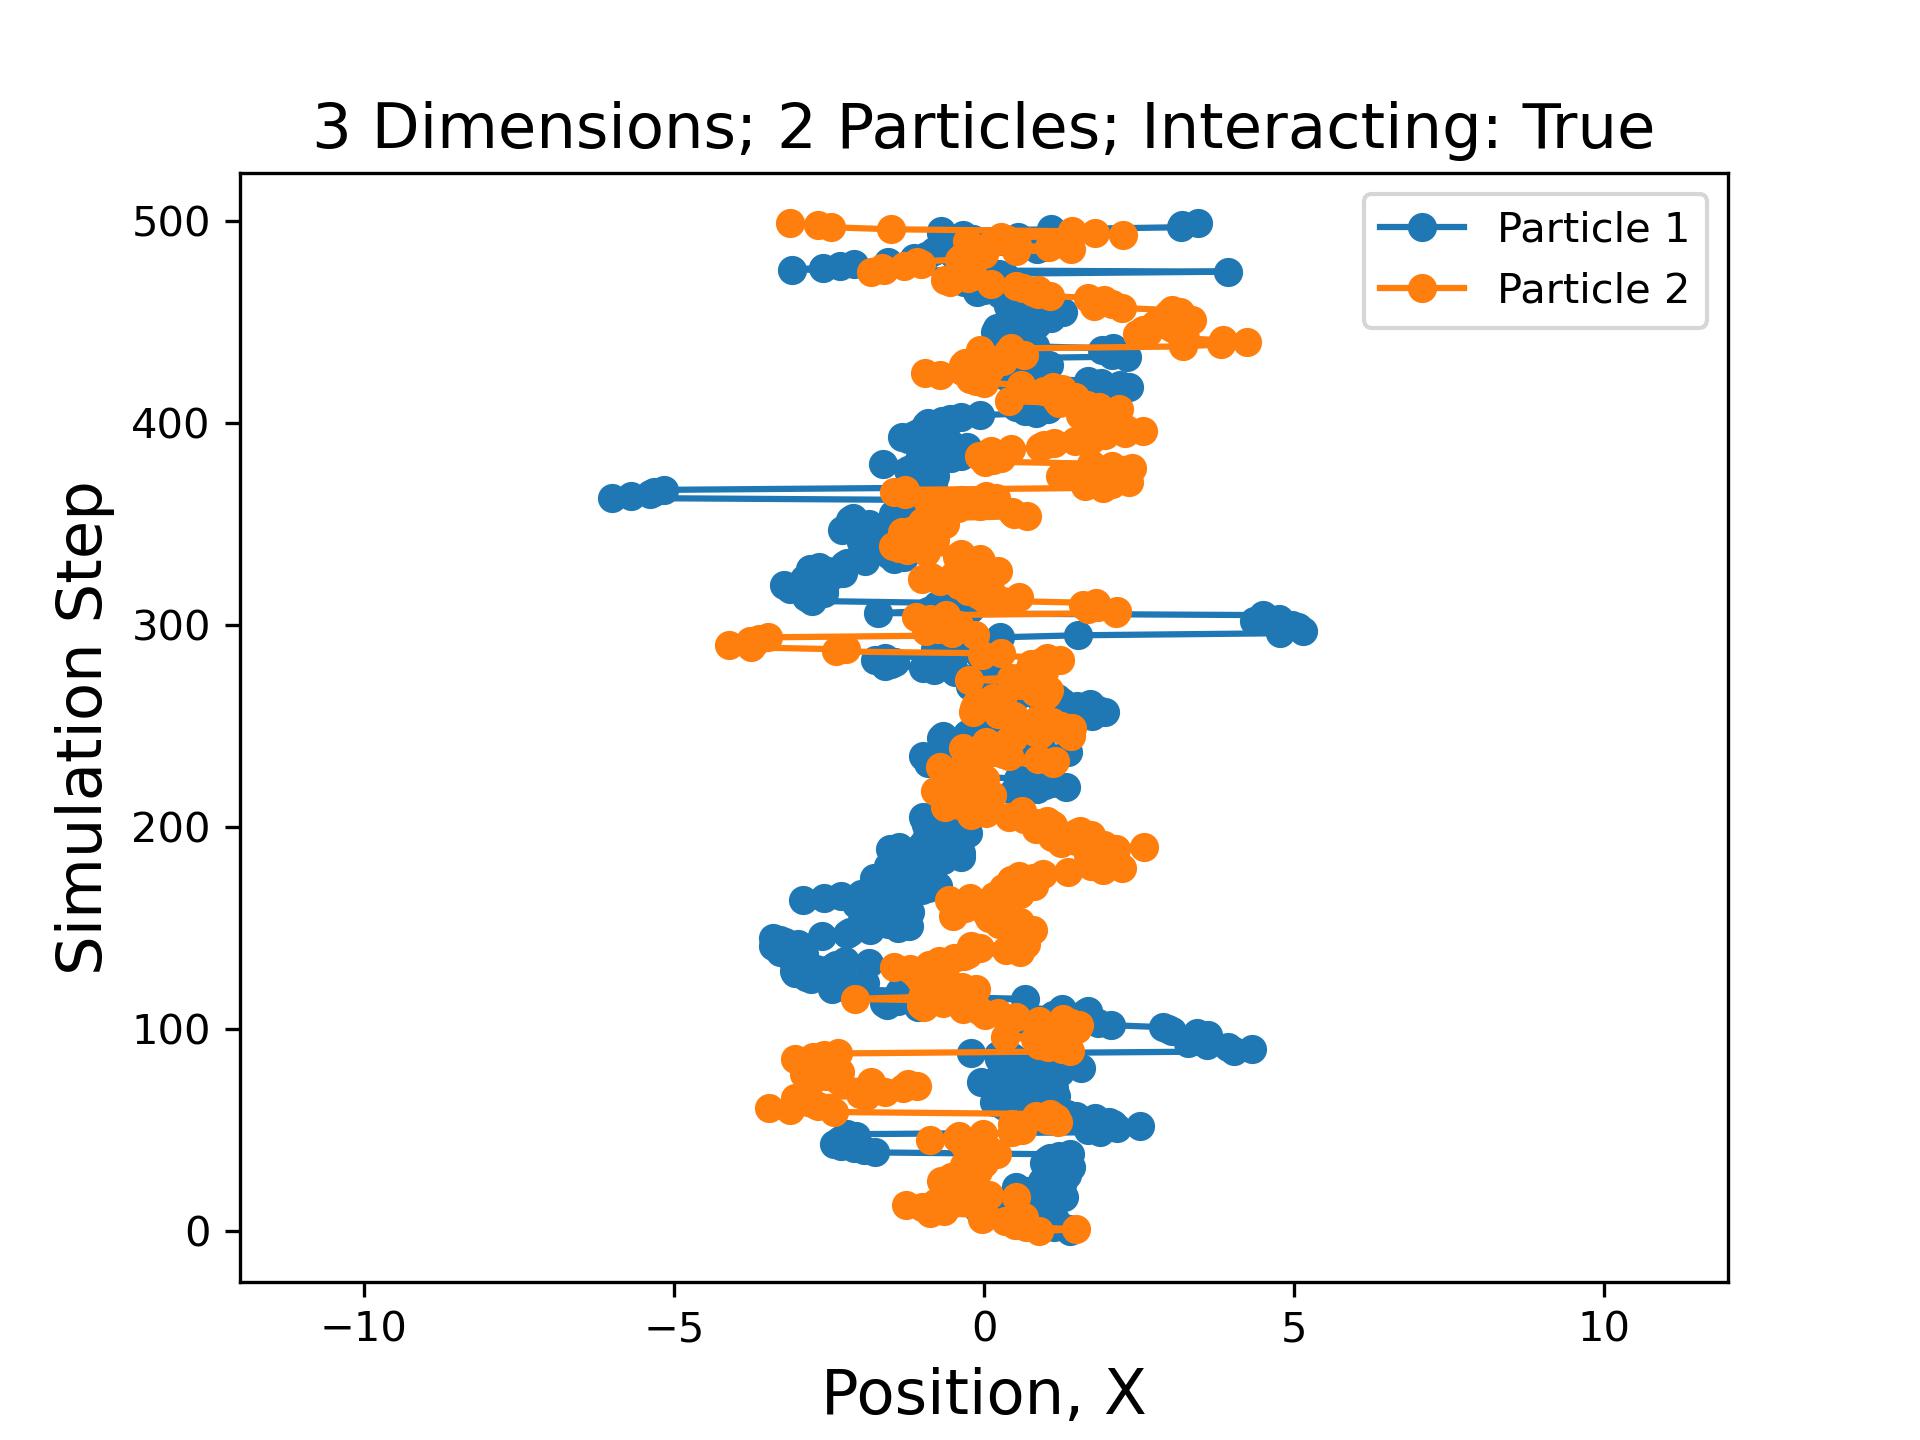 3 Dimensions; 2 Particles; Interacting: True
Particle 1
Particle 2
Simulation Step
500
400
300
200
100
0
−10
−5
0
5
10
Position, X